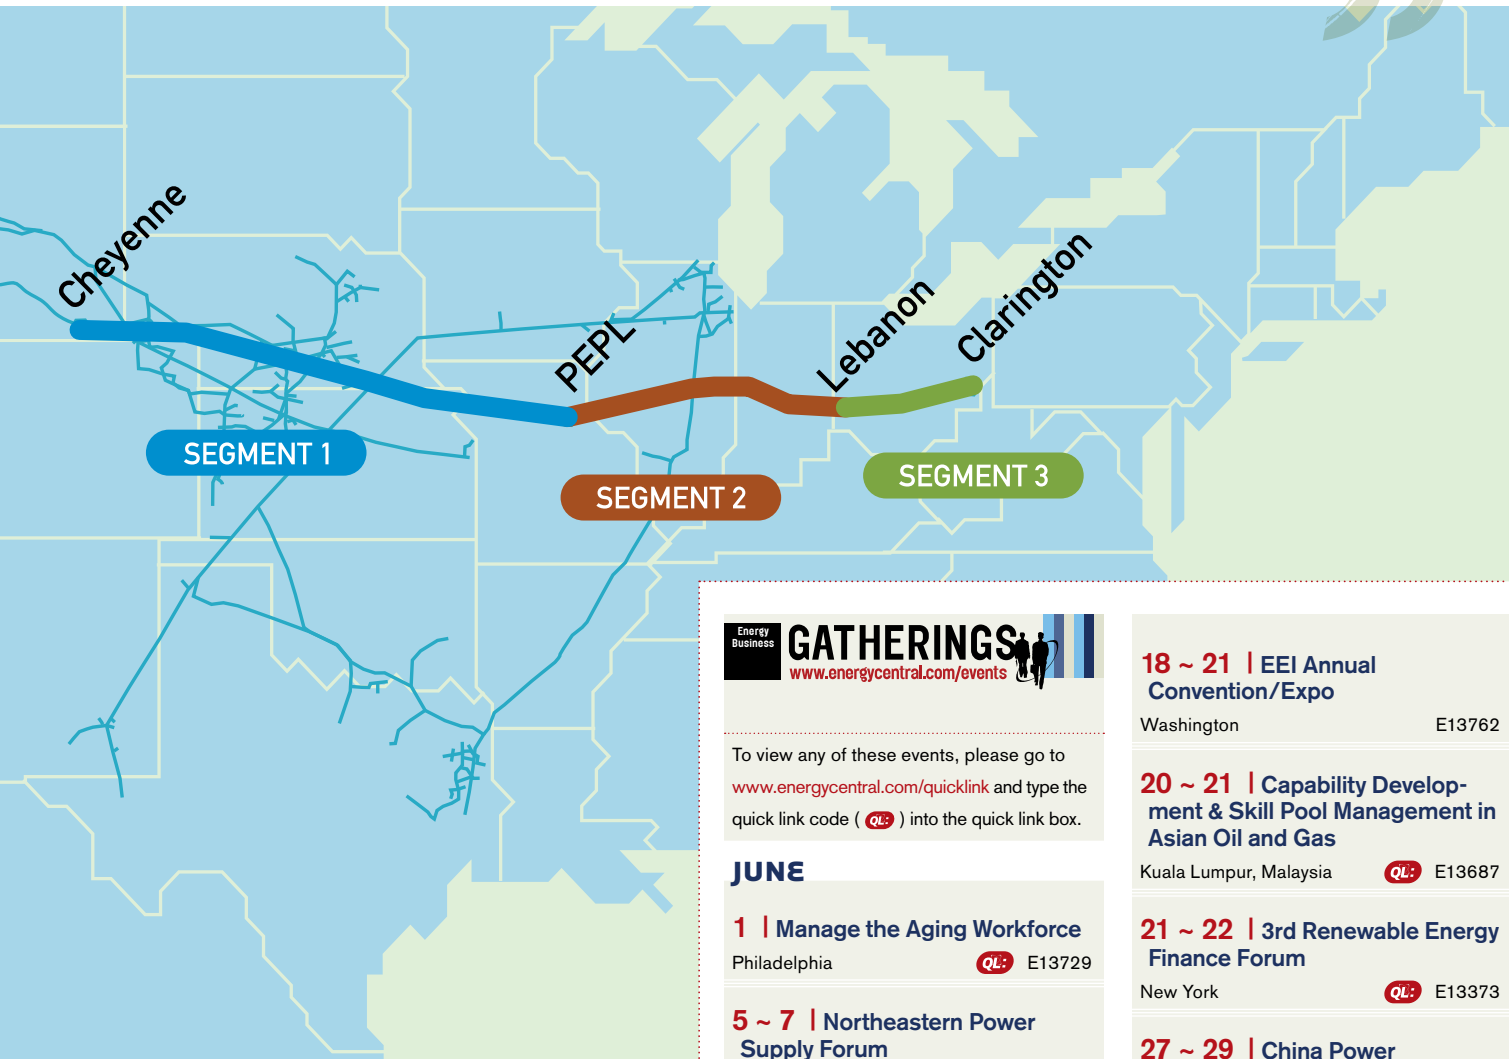 Cheyenne
PEPL
Lebanon
Clarington
SEGMENT 1
SEGMENT 2
SEGMENT 3
Energy
Business
GATHERINGS
www.energycentral.com/events
To view any of these events, please go to
www.energycentral.com/quicklink and type the
quick link code ( QL: ) into the quick link box.
JUNE
1 | Manage the Aging Workforce
Philadelphia QL: E13729
5 ~ 7 | Northeastern Power
Supply Forum
18 ~ 21 | EEI Annual
Convention/Expo
Washington E13762
20 ~ 21 | Capability Develop-
ment & Skill Pool Management in
Asian Oil and Gas
Kuala Lumpur, Malaysia QL: E13687
21 ~ 22 | 3rd Renewable Energy
Finance Forum
New York QL: E13373
27 ~ 29 | China Power